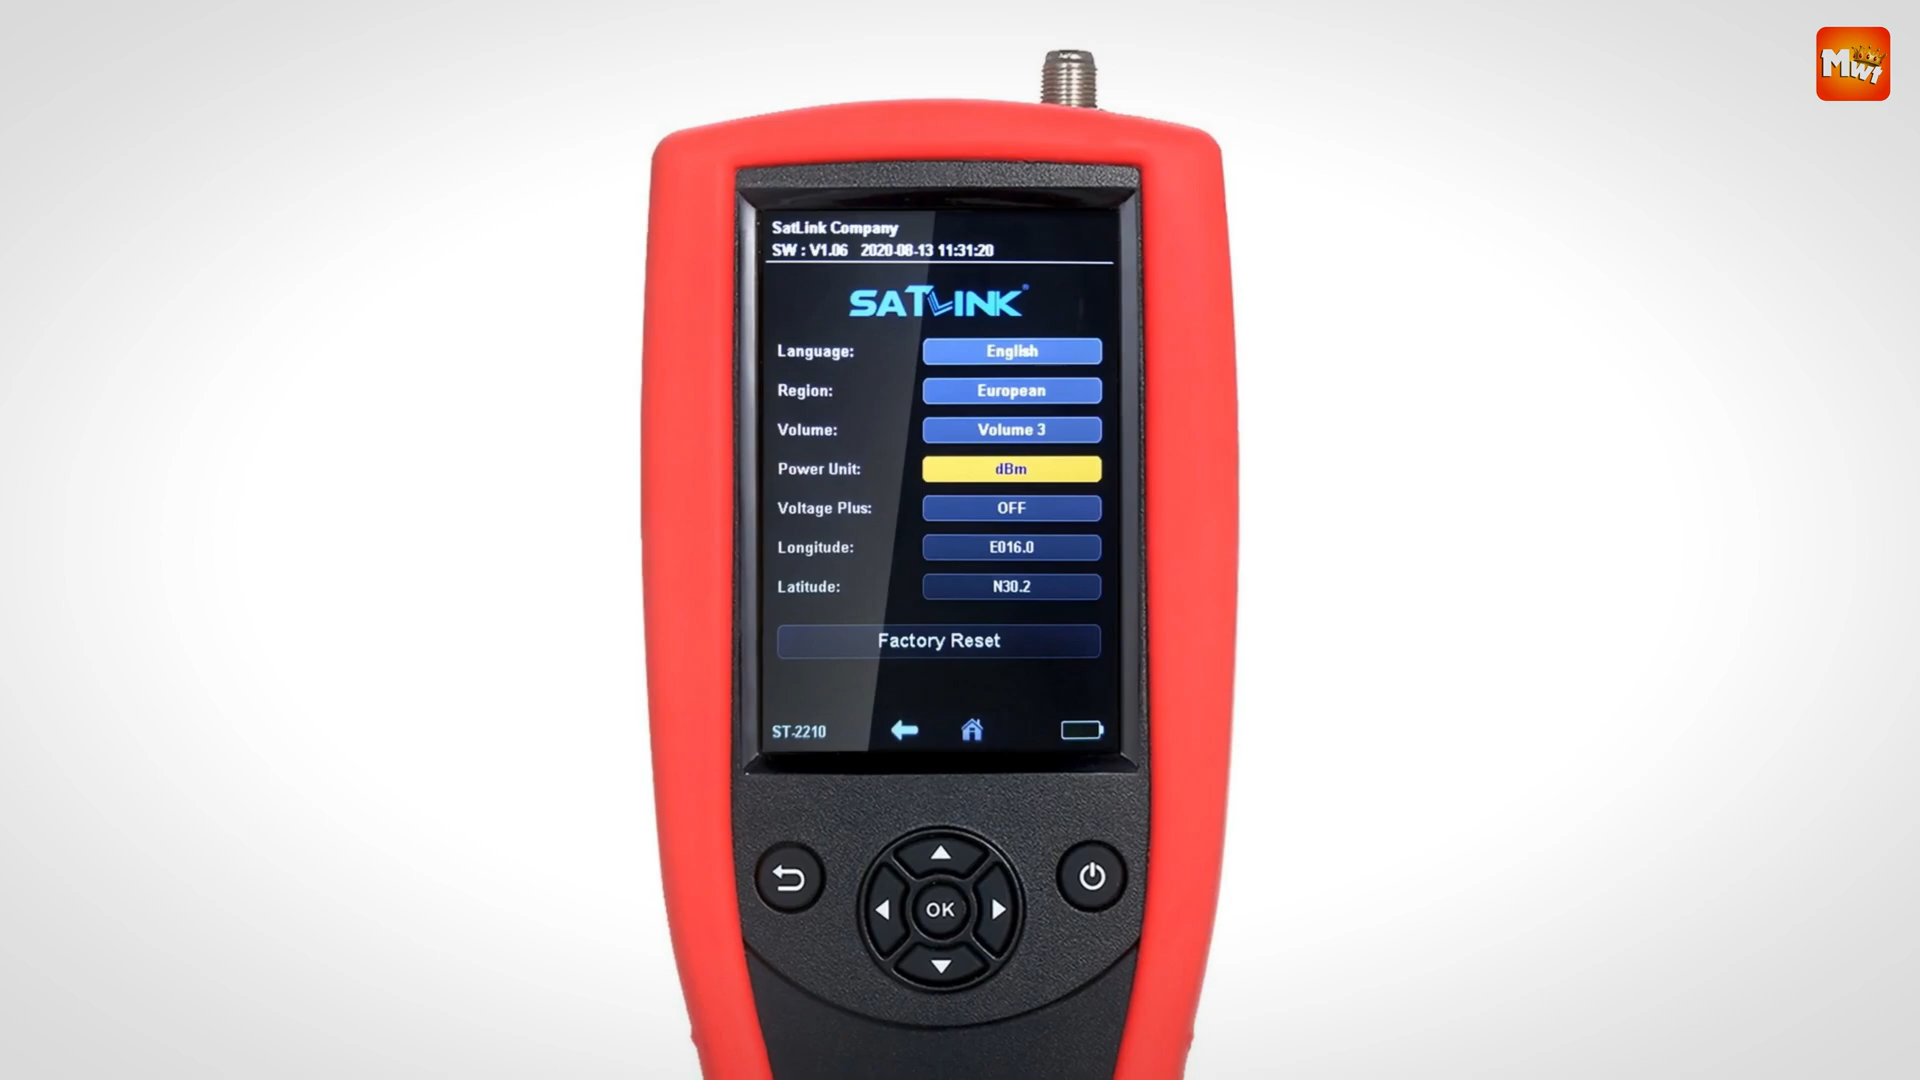 Mwt
SatLink Company
SW : V1.06 2020-08-13 11:31:20
SATLINK®
Language: English
Region: European
Volume: Volume 3
Power Unit: dBm
Voltage Plus: OFF
Longitude: E016.0
Latitude: N30.2
Factory Reset
ST-2210
OK